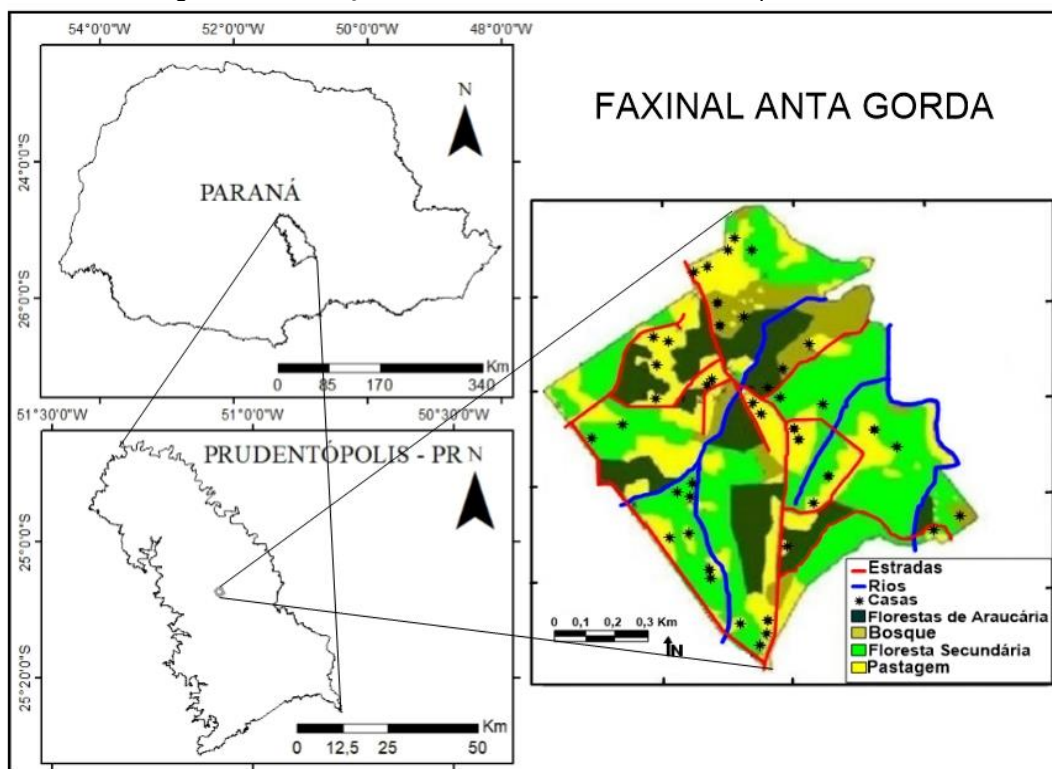 54°0'0"W 52°0'0"W 50°0'0"W 48°0'0"W
24°0'0"S
26°0'0"S
N
PARANÁ
Km
0 85 170 340
51°30'0"W 51°0'0"W 50°30'0"W
PRUDENTÓPOLIS - PR N
25°0'0"S
25°20'0"S
Km
0 12,5 25 50
FAXINAL ANTA GORDA
0 0,1 0,2 0,3 Km
N
Estradas
Rios
Casas
Florestas de Araucária
Bosque
Floresta Secundária
Pastagem